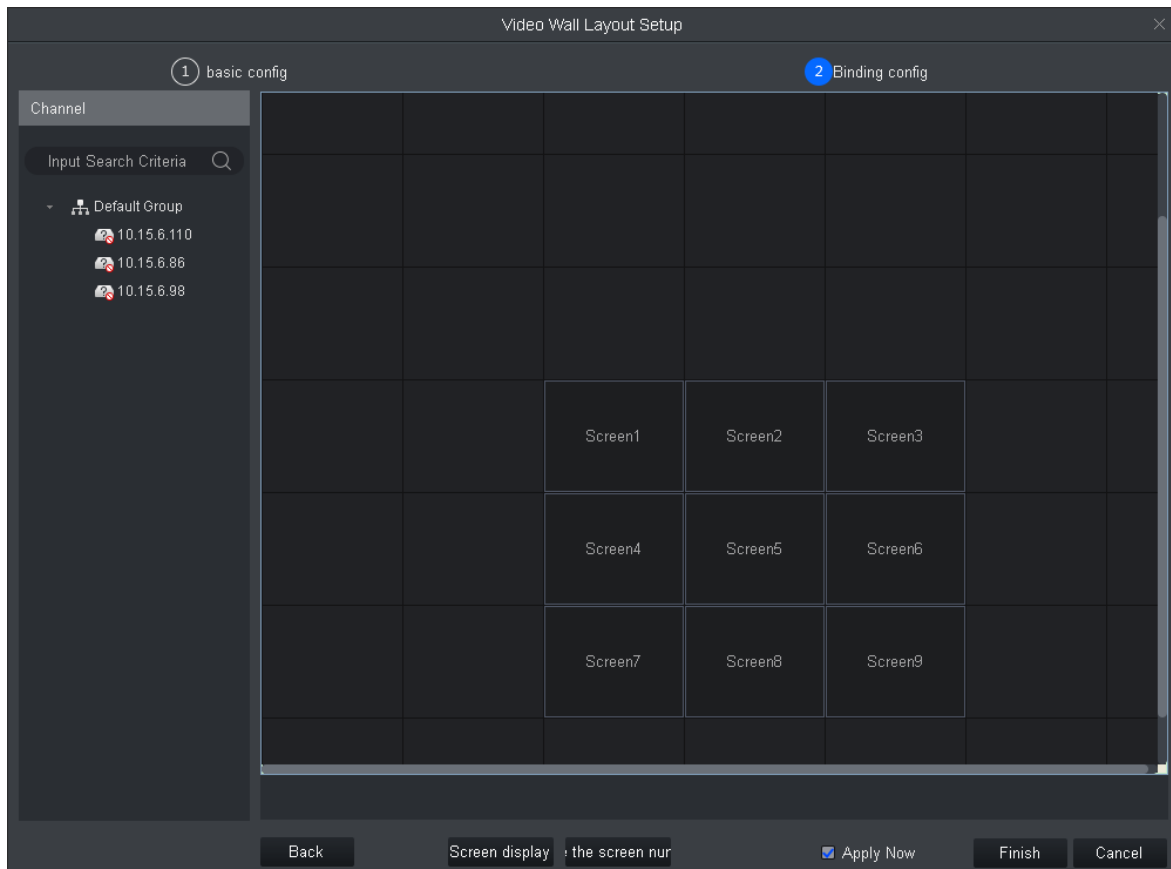 Video Wall Layout Setup
1 basic config
2 Binding config
Channel
Input Search Criteria
Default Group
10.15.6.110
10.15.6.86
10.15.6.98
Screen1 Screen2 Screen3
Screen4 Screen5 Screen6
Screen7 Screen8 Screen9
Back Screen display the screen nur Apply Now Finish Cancel